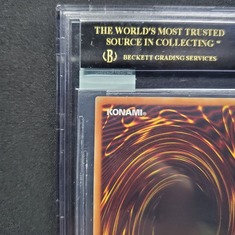 THE WORLD'S MOST TRUSTED
SOURCE IN COLLECTING™
B BECKETT GRADING SERVICES
KONAMI®